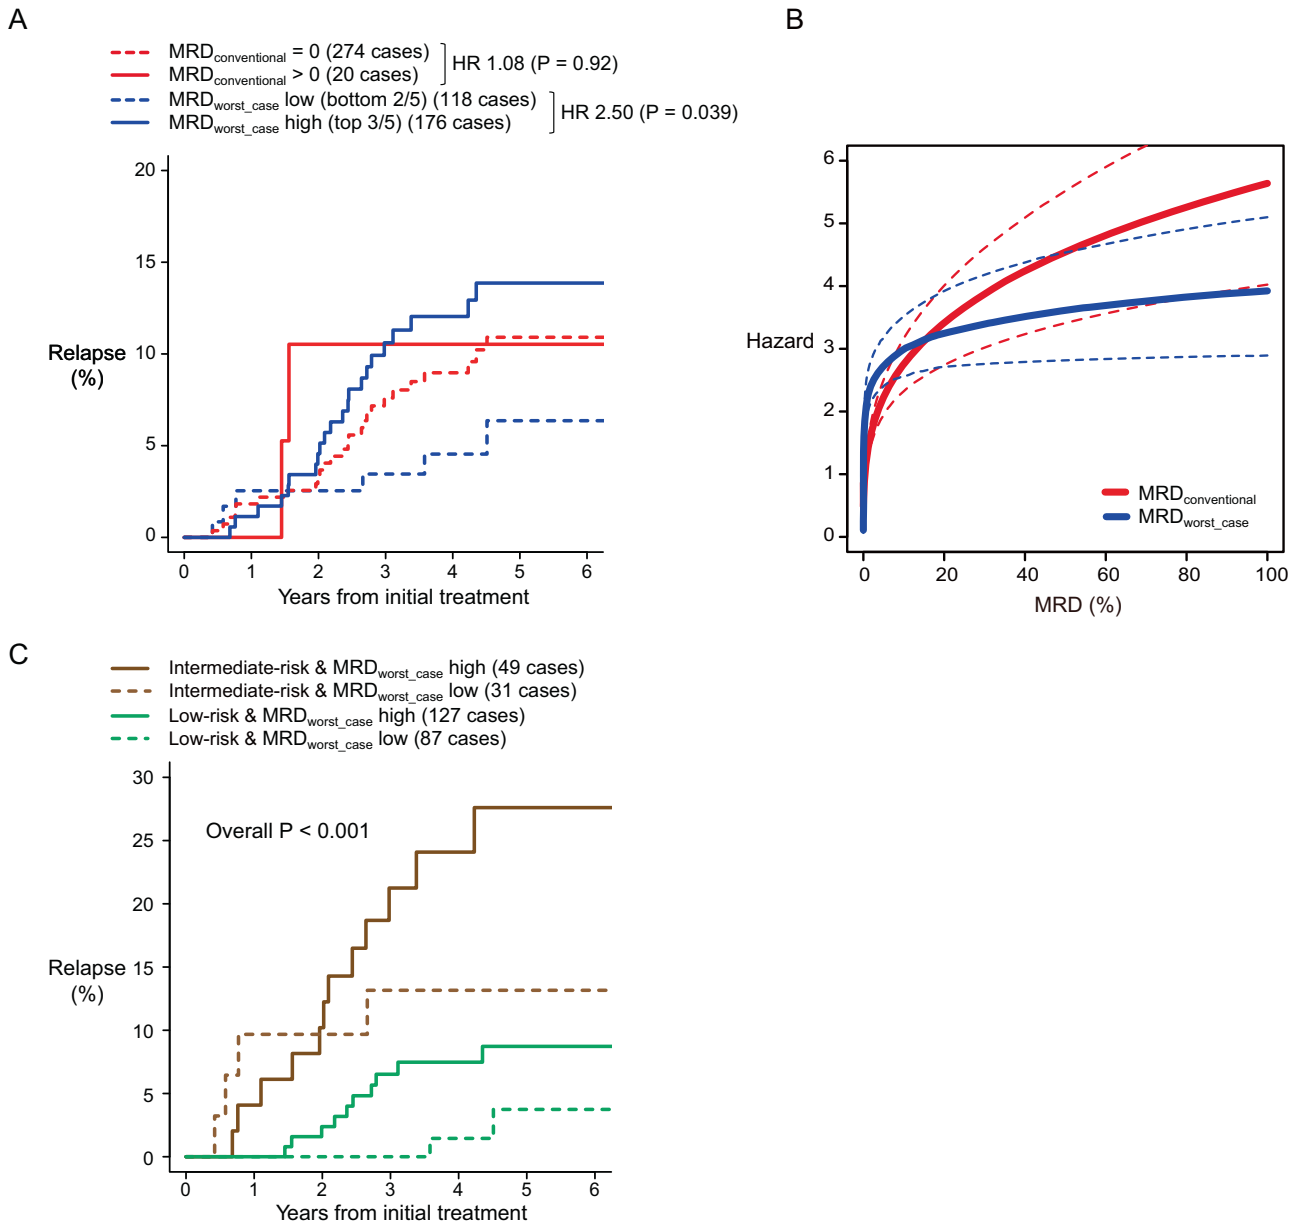 A
MRDconventional = 0 (274 cases)
MRDconventional > 0 (20 cases)
HR 1.08 (P = 0.92)
MRDworst_case low (bottom 2/5) (118 cases)
MRDworst_case high (top 3/5) (176 cases)
HR 2.50 (P = 0.039)
20
15
10
5
0
Relapse
(%)
0 1 2 3 4 5 6
Years from initial treatment
B
6
5
4
3
2
1
0
Hazard
MRDconventional
MRDworst_case
0 20 40 60 80 100
MRD (%)
C
Intermediate-risk & MRDworst_case high (49 cases)
Intermediate-risk & MRDworst_case low (31 cases)
Low-risk & MRDworst_case high (127 cases)
Low-risk & MRDworst_case low (87 cases)
30
25
20
15
10
5
0
Overall P < 0.001
Relapse
(%)
0 1 2 3 4 5 6
Years from initial treatment